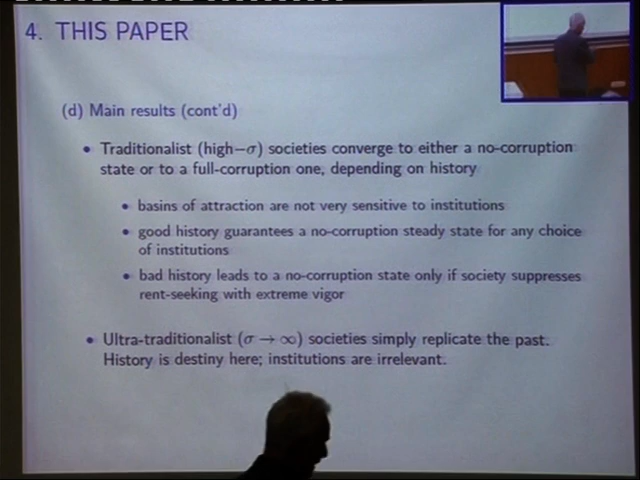 4. THIS PAPER
(d) Main results (cont'd)
• Traditionalist (high−σ) societies converge to either a no-corruption
state or to a full-corruption one, depending on history
• basins of attraction are not very sensitive to institutions
• good history guarantees a no-corruption steady state for any choice
of institutions
• bad history leads to a no-corruption state only if society suppresses
rent-seeking with extreme vigor
• Ultra-traditionalist (σ → ∞) societies simply replicate the past.
History is destiny here; institutions are irrelevant.